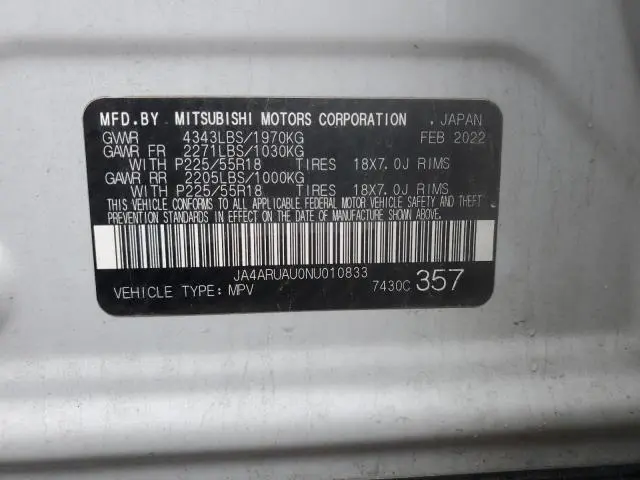 MFD.BY MITSUBISHI MOTORS CORPORATION , JAPAN
GVWR 4343LBS/1970KG FEB 2022
GAWR FR 2271LBS/1030KG
WITH P225/55R18 TIRES 18X7.0J RIMS
GAWR RR 2205LBS/1000KG
WITH P225/55R18 TIRES 18X7.0J RIMS
THIS VEHICLE CONFORMS TO ALL APPLICABLE FEDERAL MOTOR VEHICLE SAFETY AND THEFT
PREVENTION STANDARDS IN EFFECT ON THE DATE OF MANUFACTURE SHOWN ABOVE.
JA4ARUAU0NU010833
VEHICLE TYPE: MPV 7430C 357